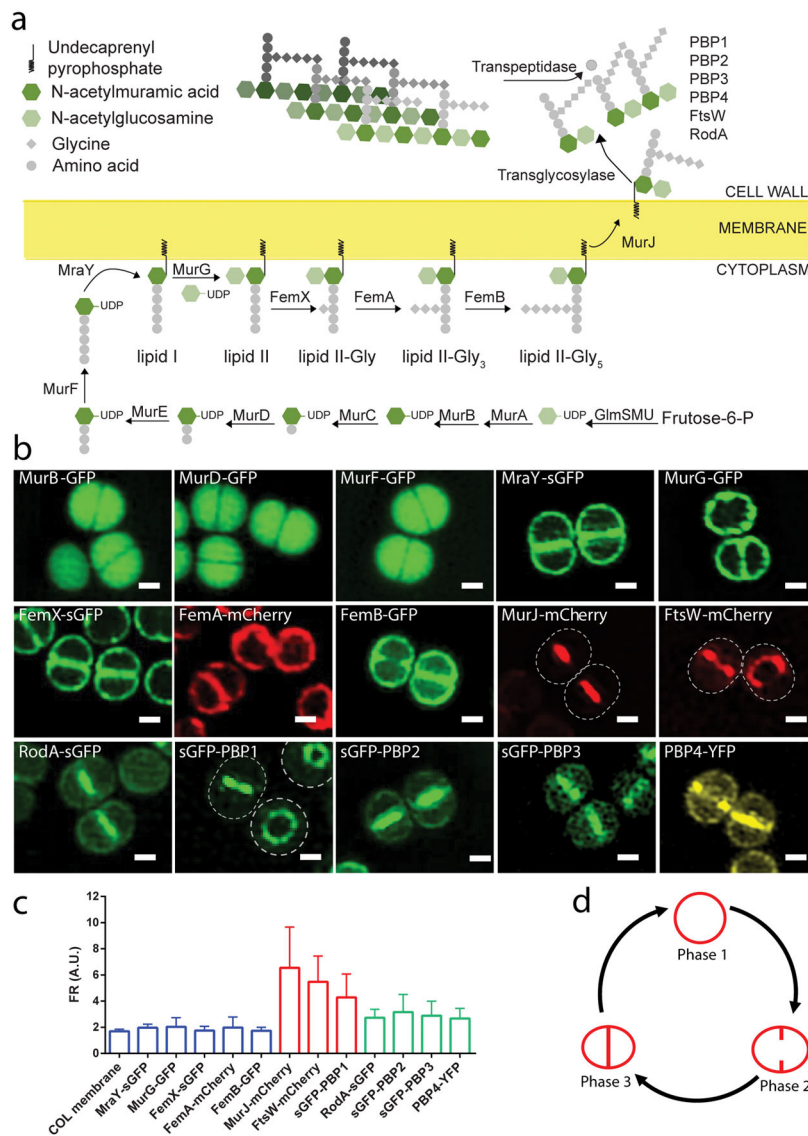 a
Undecaprenyl
pyrophosphate
N-acetylmuramic acid
N-acetylglucosamine
Glycine
Amino acid
Transpeptidase
PBP1
PBP2
PBP3
PBP4
FtsW
RodA
Transglycosylase
CELL WALL
MEMBRANE
MurJ
CYTOPLASM
MraY
MurG
UDP
FemX
FemA
FemB
UDP
lipid I
lipid II
lipid II-Gly
lipid II-Gly3
lipid II-Gly5
MurF
UDP
MurE
UDP
MurD
UDP
MurC
UDP
MurB
UDP
MurA
UDP
GlmSMU
Frutose-6-P
b
MurB-GFP
MurD-GFP
MurF-GFP
MraY-sGFP
MurG-GFP
FemX-sGFP
FemA-mCherry
FemB-GFP
MurJ-mCherry
FtsW-mCherry
RodA-sGFP
sGFP-PBP1
sGFP-PBP2
sGFP-PBP3
PBP4-YFP
c
FR (A.U.)
12
10
8
6
4
2
0
COL membrane
MraY-sGFP
MurG-GFP
FemX-sGFP
FemA-mCherry
FemB-GFP
MurJ-mCherry
FtsW-mCherry
sGFP-PBP1
RodA-sGFP
sGFP-PBP2
sGFP-PBP3
PBP4-YFP
d
Phase 1
Phase 2
Phase 3